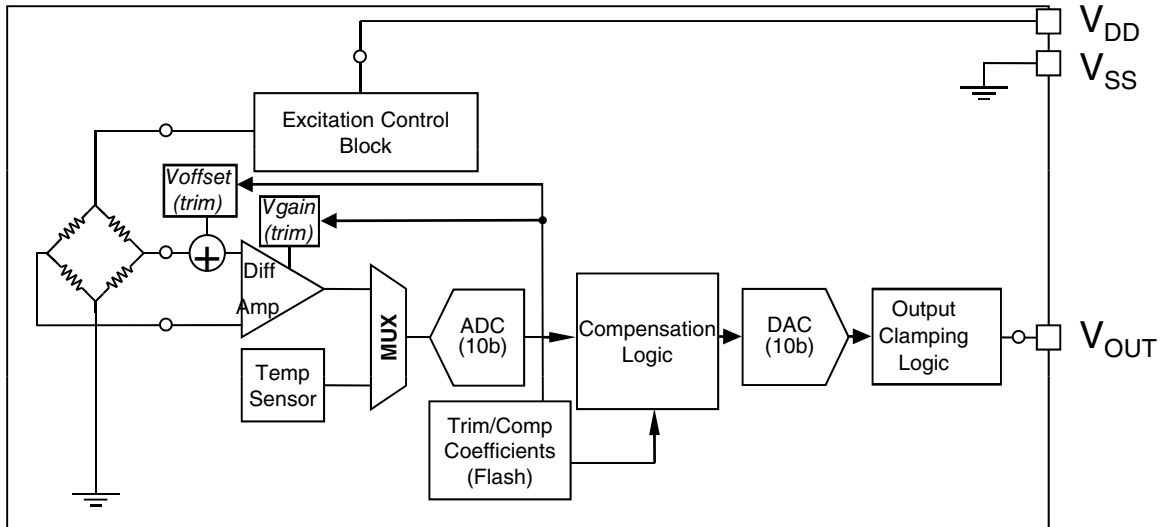 VDD
VSS
Excitation Control
Block
Voffset
(trim)
Vgain
(trim)
+
Diff
Amp
MUX
ADC
(10b)
Compensation
Logic
DAC
(10b)
Output
Clamping
Logic
VOUT
Temp
Sensor
Trim/Comp
Coefficients
(Flash)